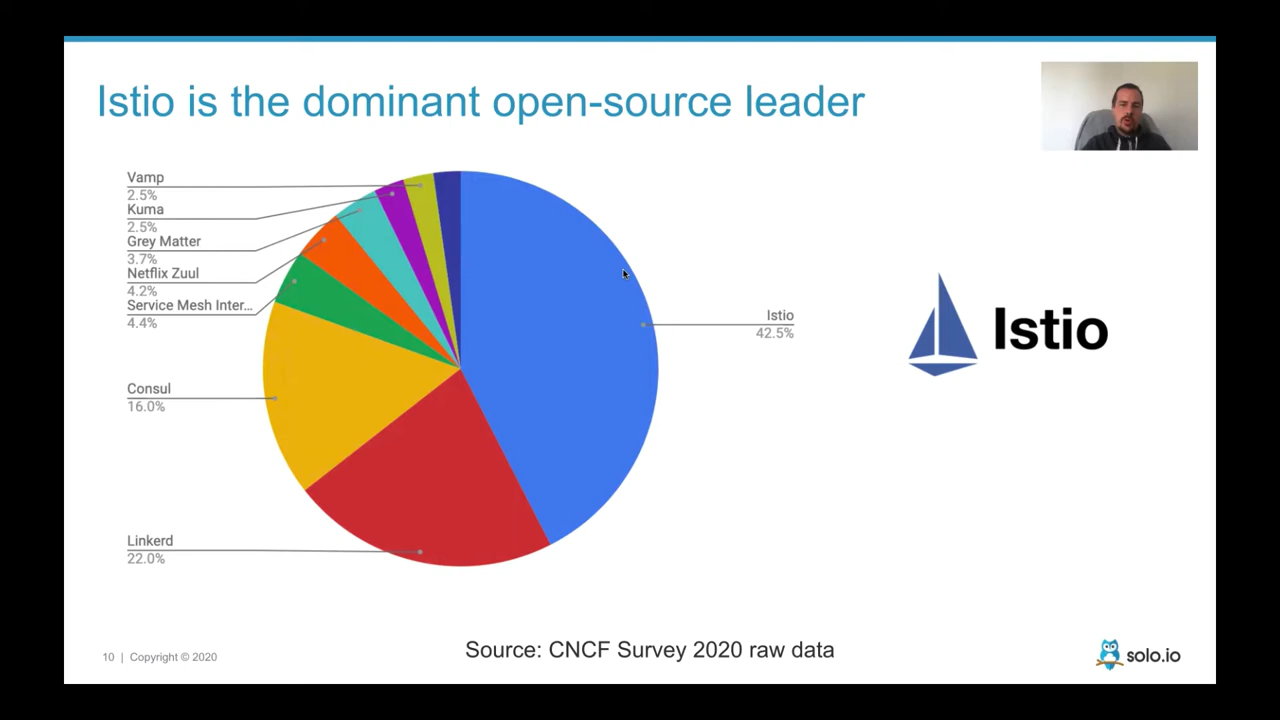 Istio is the dominant open-source leader
Vamp
2.5%
Kuma
2.5%
Grey Matter
3.7%
Netflix Zuul
4.2%
Service Mesh Inter...
4.4%
Consul
16.0%
Linkerd
22.0%
Istio
42.5%
Istio
Source: CNCF Survey 2020 raw data
10 | Copyright © 2020
solo.io